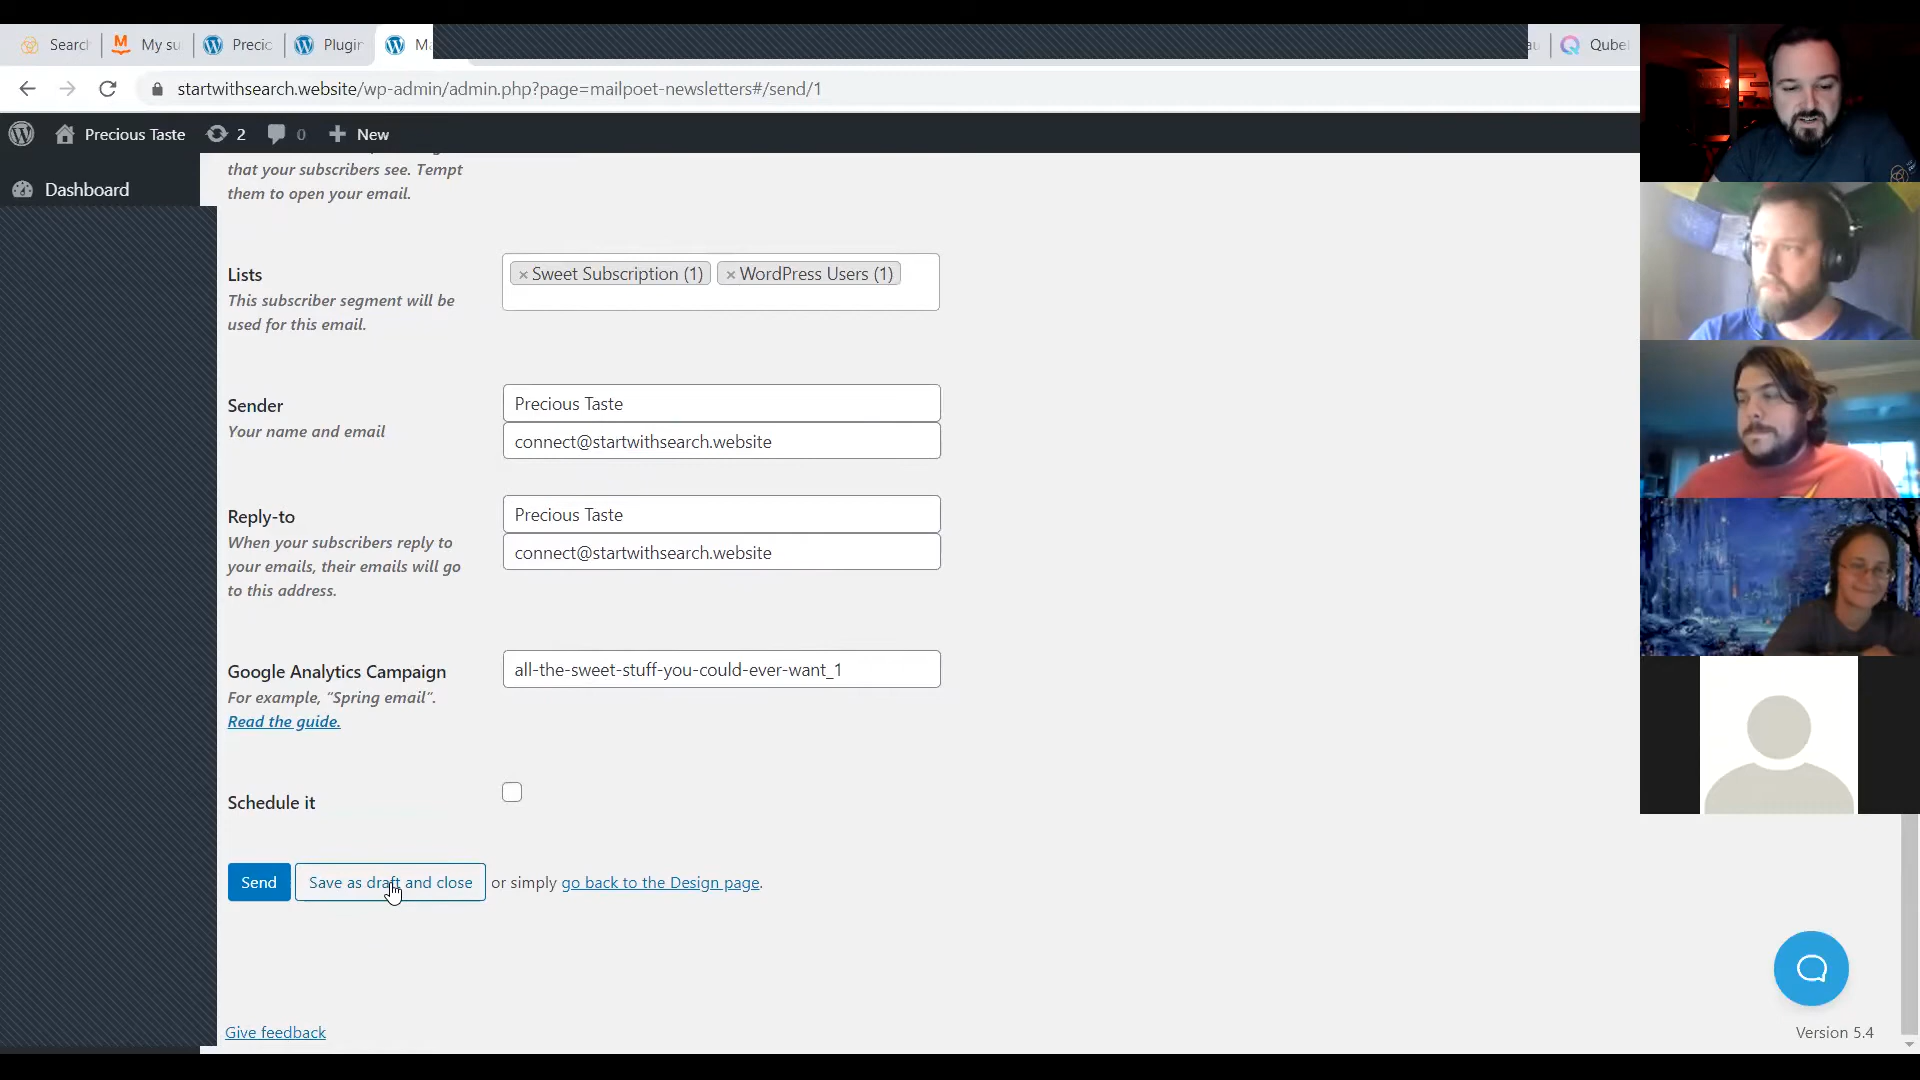 Search
My su
Precio
Plugin
Ma
Qube
startwithsearch.website/wp-admin/admin.php?page=mailpoet-newsletters#/send/1
Precious Taste 2 0 New
Dashboard
that your subscribers see. Tempt
them to open your email.
Lists
This subscriber segment will be
used for this email.
× Sweet Subscription (1) × WordPress Users (1)
Sender
Your name and email
Precious Taste
connect@startwithsearch.website
Reply-to
When your subscribers reply to
your emails, their emails will go
to this address.
Precious Taste
connect@startwithsearch.website
Google Analytics Campaign
For example, "Spring email".
Read the guide.
all-the-sweet-stuff-you-could-ever-want_1
Schedule it
Send Save as draft and close or simply go back to the Design page.
Give feedback
Version 5.4